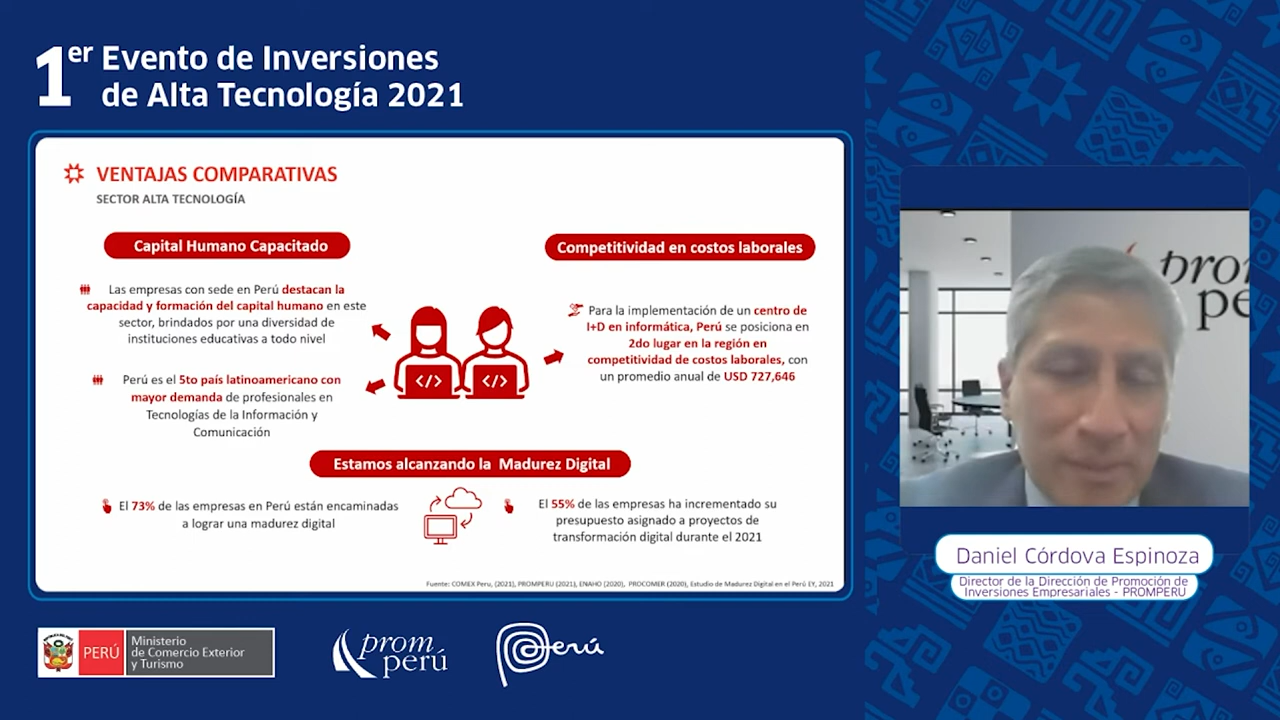 1er Evento de Inversiones
de Alta Tecnología 2021
VENTAJAS COMPARATIVAS
SECTOR ALTA TECNOLOGÍA
Capital Humano Capacitado
Las empresas con sede en Perú destacan la
capacidad y formación del capital humano en este
sector, brindados por una diversidad de
instituciones educativas a todo nivel
Perú es el 5to país latinoamericano con
mayor demanda de profesionales en
Tecnologías de la Información y
Comunicación
Competitividad en costos laborales
Para la implementación de un centro de
I+D en informática, Perú se posiciona en
2do lugar en la región en
competitividad de costos laborales, con
un promedio anual de USD 727,646
</> </>
Estamos alcanzando la Madurez Digital
El 73% de las empresas en Perú están encaminadas
a lograr una madurez digital
El 55% de las empresas ha incrementado su
presupuesto asignado a proyectos de
transformación digital durante el 2021
Fuente: COMEX Peru, (2021), PROMPERU (2021), ENAHO (2020), PROCOMER (2020), Estudio de Madurez Digital en el Perú EY, 2021
prom
pe
Daniel Córdova Espinoza
Director de la Dirección de Promoción de
Inversiones Empresariales - PROMPERÚ
PERÚ
Ministerio
de Comercio Exterior
y Turismo
prom
perú
Perú